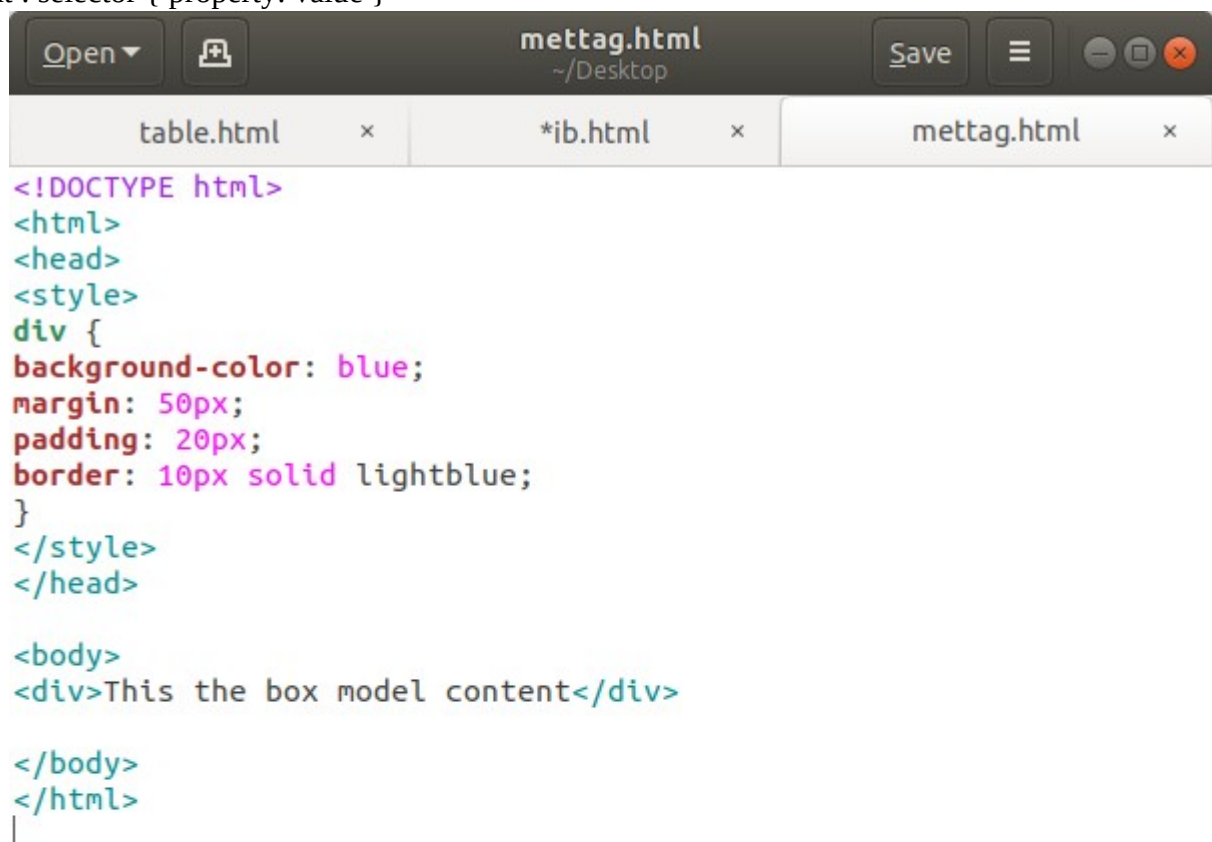 : selector { property: value }
Open
mettag.html
~/Desktop
Save
table.html ×
*ib.html ×
mettag.html ×
<!DOCTYPE html>
<html>
<head>
<style>
div {
background-color: blue;
margin: 50px;
padding: 20px;
border: 10px solid lightblue;
}
</style>
</head>
<body>
<div>This the box model content</div>
</body>
</html>